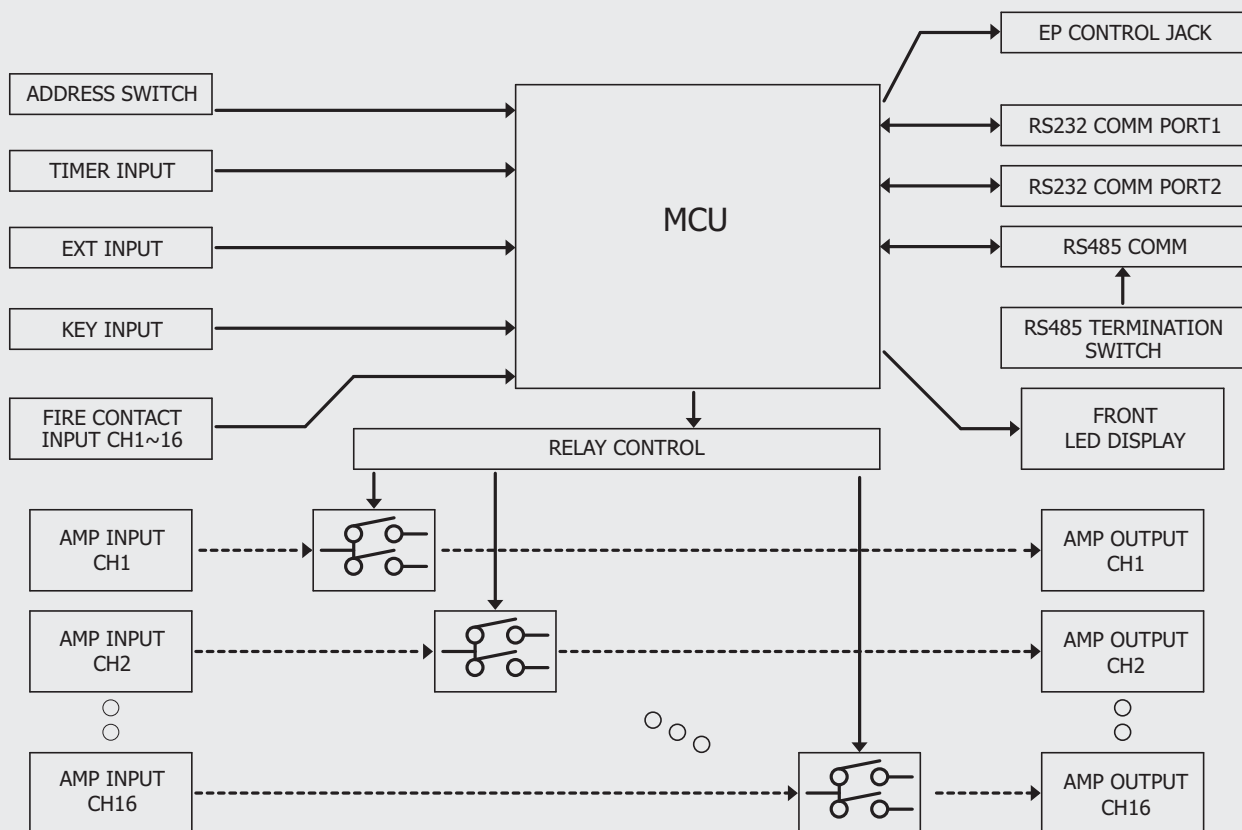 EP CONTROL JACK
ADDRESS SWITCH
RS232 COMM PORT1
TIMER INPUT
RS232 COMM PORT2
MCU
EXT INPUT
RS485 COMM
KEY INPUT
RS485 TERMINATION
SWITCH
FIRE CONTACT
INPUT CH1~16
FRONT
LED DISPLAY
RELAY CONTROL
AMP INPUT
CH1
AMP OUTPUT
CH1
AMP INPUT
CH2
AMP OUTPUT
CH2
AMP INPUT
CH16
AMP OUTPUT
CH16